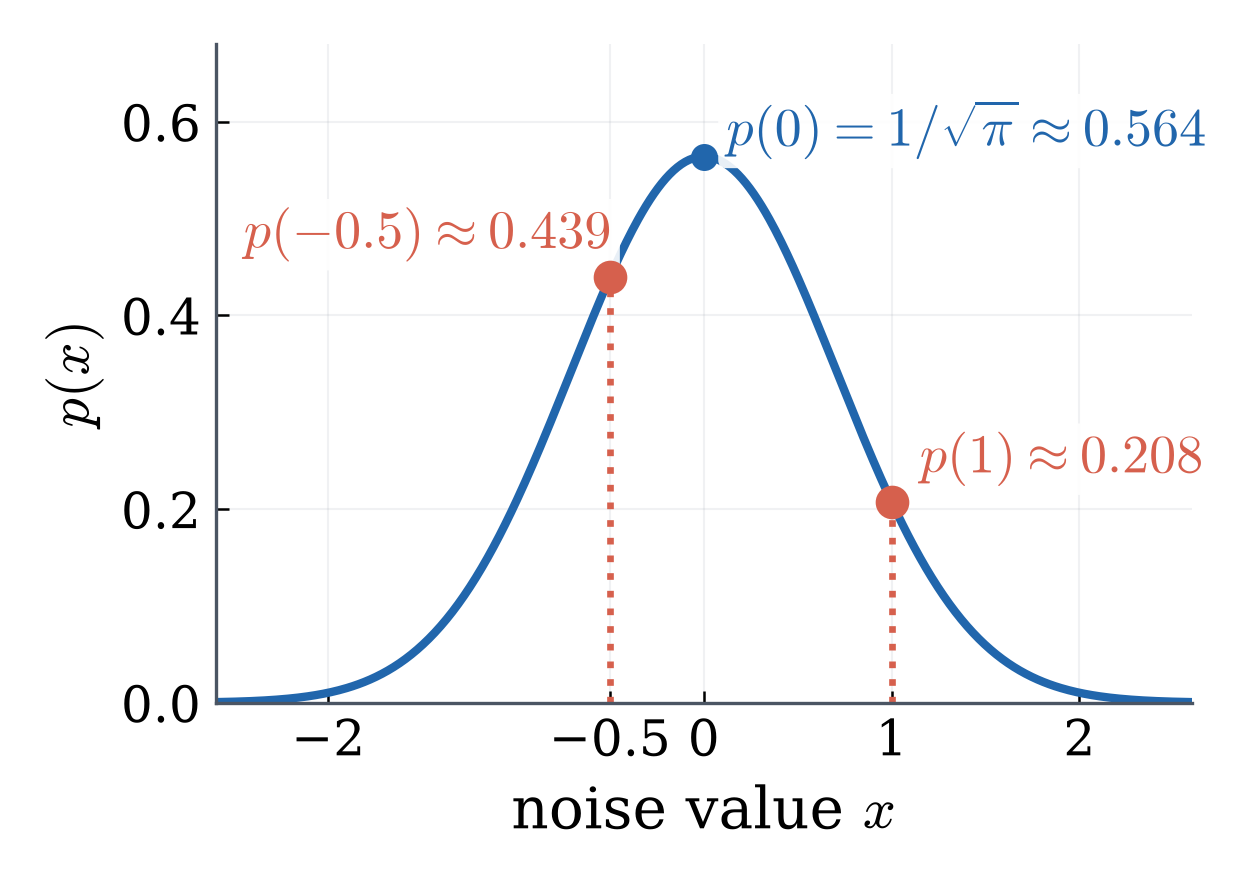 p(0) = 1/√π ≈ 0.564
p(−0.5) ≈ 0.439
p(1) ≈ 0.208
0.6
0.4
0.2
0.0
p(x)
−2 −0.5 0 1 2
noise value x